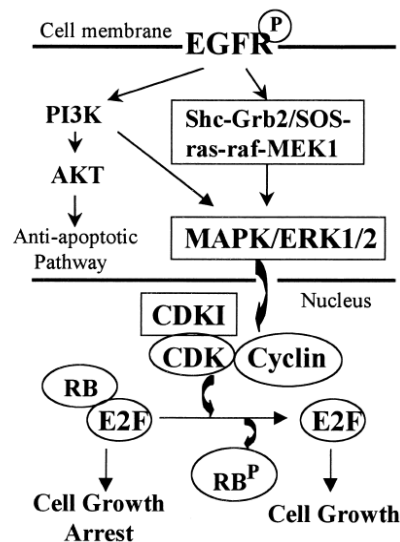 Cell membrane
EGFR
P
PI3K
Shc-Grb2/SOS-
ras-raf-MEK1
AKT
Anti-apoptotic
Pathway
MAPK/ERK1/2
Nucleus
CDKI
CDK
Cyclin
RB
E2F
E2F
RBᴾ
Cell Growth
Arrest
Cell Growth